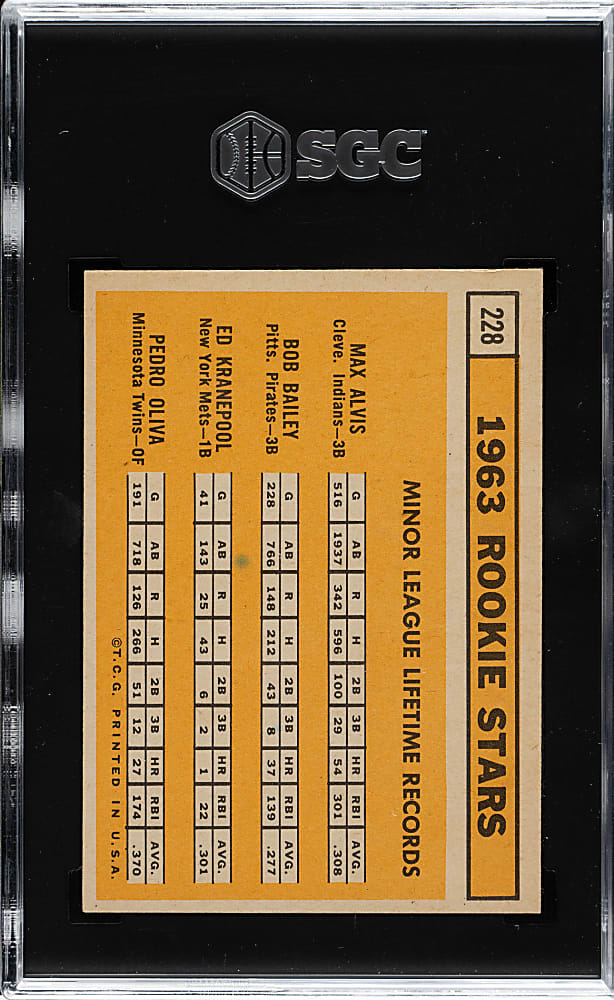 SGC
228
1963 ROOKIE STARS
MINOR LEAGUE LIFETIME RECORDS
MAX ALVIS
Cleve. Indians—3B
G AB R H 2B 3B HR RBI AVG.
516 1937 342 596 100 29 54 301 .308
BOB BAILEY
Pitts. Pirates—3B
G AB R H 2B 3B HR RBI AVG.
228 766 148 212 43 8 37 139 .277
ED KRANEPOOL
New York Mets—1B
G AB R H 2B 3B HR RBI AVG.
41 143 25 43 6 2 1 22 .301
PEDRO OLIVA
Minnesota Twins—OF
G AB R H 2B 3B HR RBI AVG.
191 718 126 266 51 12 27 174 .370
©T.C.G. PRINTED IN U.S.A.